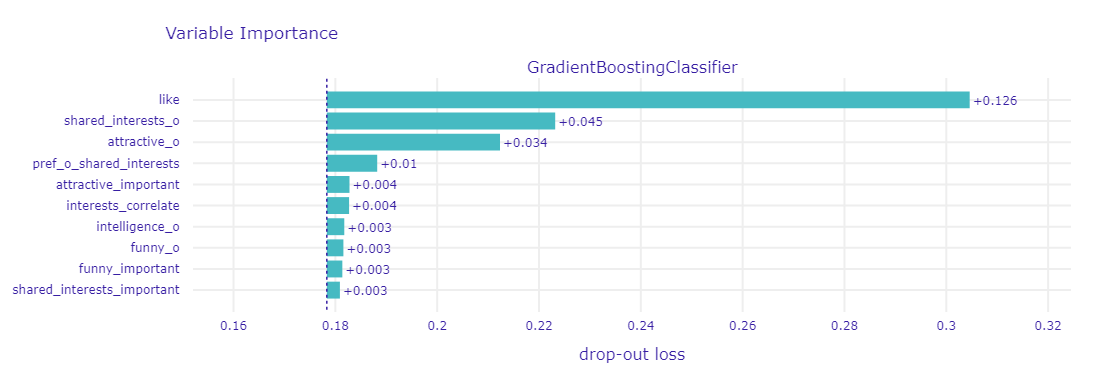 Variable Importance
GradientBoostingClassifier
like +0.126
shared_interests_o +0.045
attractive_o +0.034
pref_o_shared_interests +0.01
attractive_important +0.004
interests_correlate +0.004
intelligence_o +0.003
funny_o +0.003
funny_important +0.003
shared_interests_important +0.003
0.16 0.18 0.2 0.22 0.24 0.26 0.28 0.3 0.32
drop-out loss